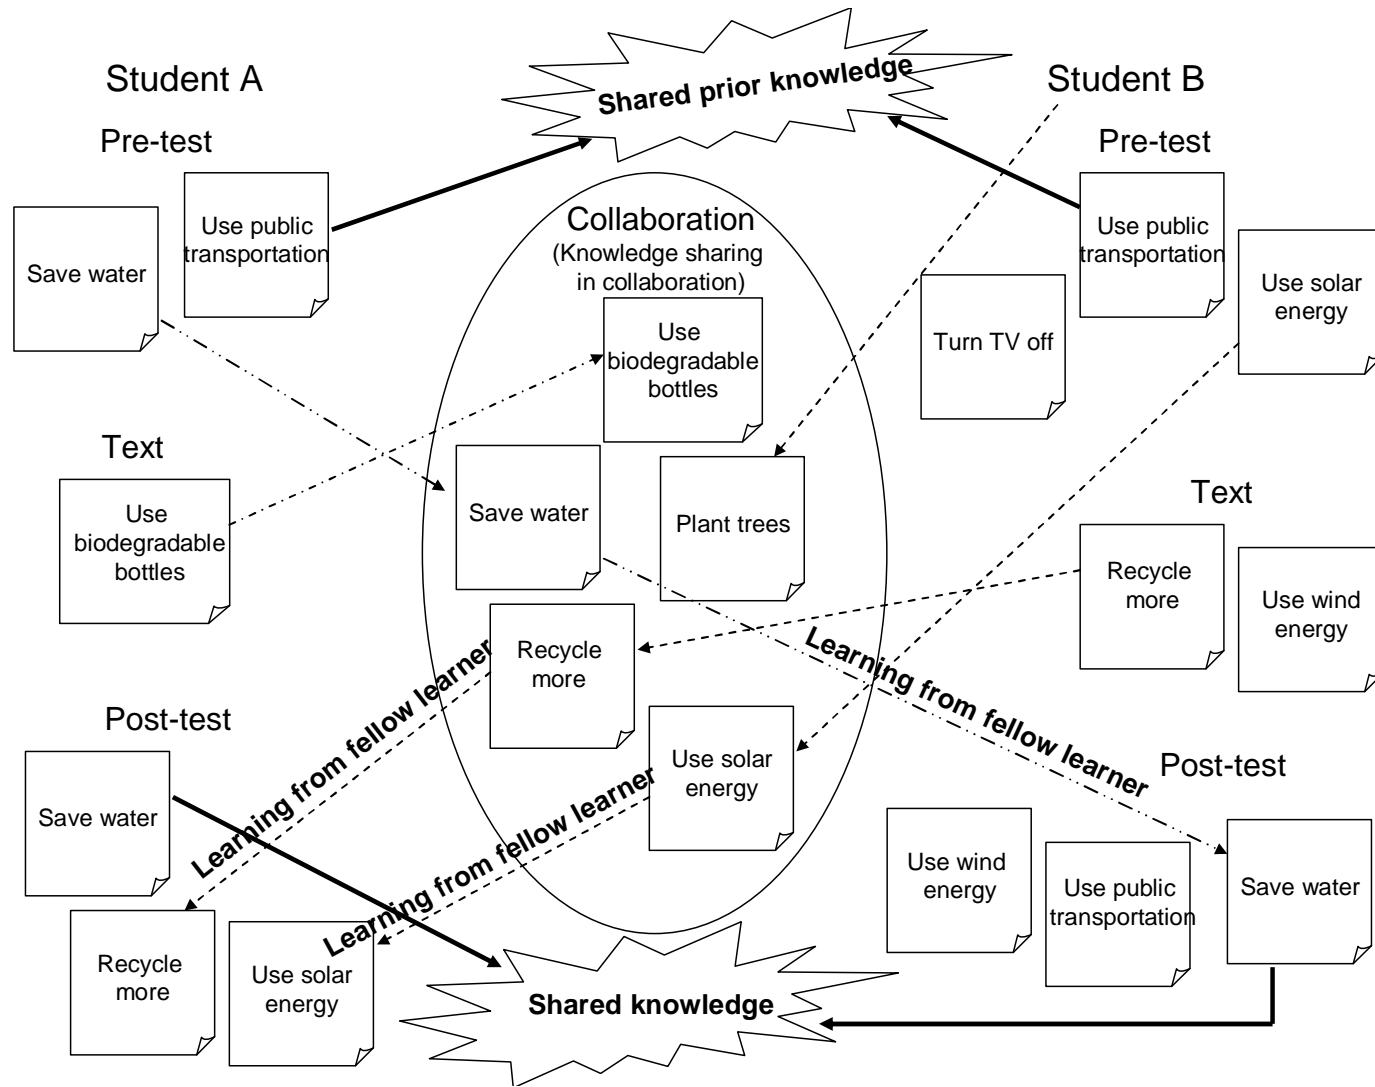 Shared prior knowledge
Student A
Student B
Pre-test
Pre-test
Use public
transportation
Save water
Collaboration
(Knowledge sharing
in collaboration)
Use
biodegradable
bottles
Use public
transportation
Use solar
energy
Turn TV off
Text
Use
biodegradable
bottles
Save water
Plant trees
Text
Recycle
more
Use wind
energy
Recycle
more
Learning from fellow learner
Learning from fellow learner
Use solar
energy
Learning from fellow learner
Post-test
Save water
Recycle
more
Use solar
energy
Post-test
Use wind
energy
Use public
transportation
Save water
Shared knowledge